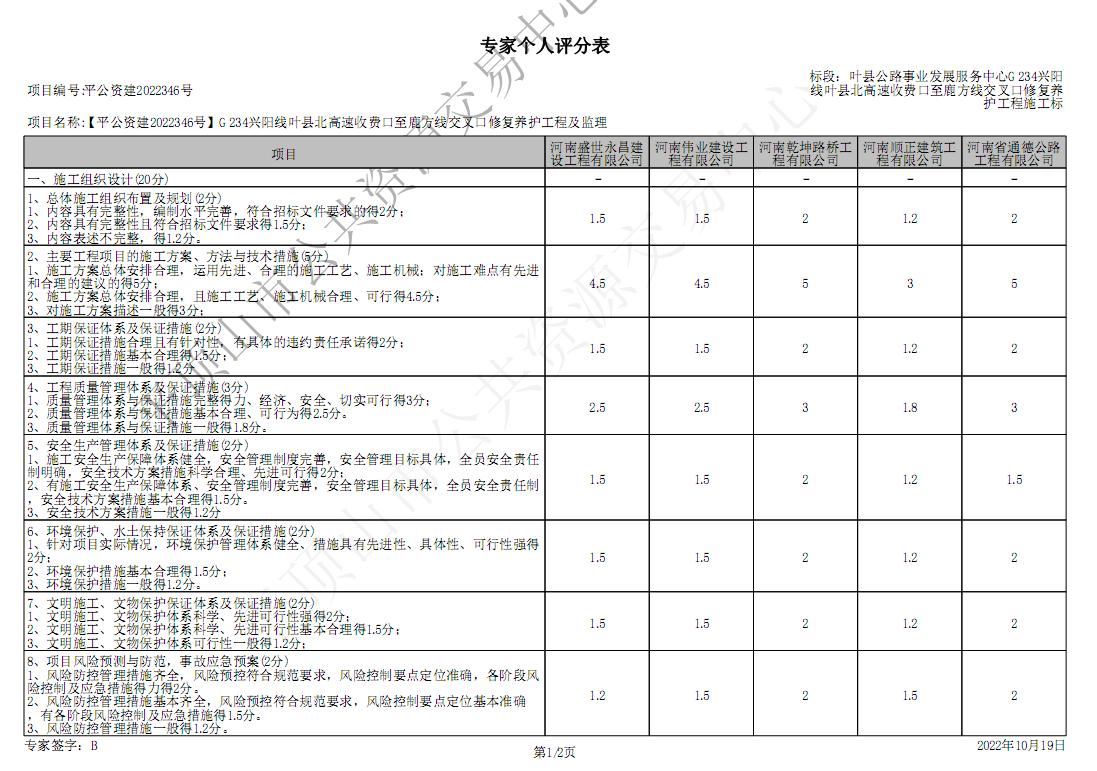 专家个人评分表
标段：叶县公路事业发展服务中心G 234兴阳
线叶县北高速收费口至鹿方线交叉口修复养
护工程施工标
项目编号:平公资建2022346号
项目名称:【平公资建2022346号】G 234兴阳线叶县北高速收费口至鹿方线交叉口修复养护工程及监理
项目
河南盛世永昌建
设工程有限公司
河南伟业建设工
程有限公司
河南乾坤路桥工
程有限公司
河南顺正建筑工
程有限公司
河南省通德公路
工程有限公司
一、施工组织设计(20分) - - - - -
1、总体施工组织布置及规划(2分)
1、内容具有完整性，编制水平完善，符合招标文件要求的得2分；
2、内容具有完整性且符合招标文件要求得1.5分；
3、内容表述不完整，得1.2分。
1.5 1.5 2 1.2 2
2、主要工程项目的施工方案、方法与技术措施(5分)
1、施工方案总体安排合理，运用先进、合理的施工工艺、施工机械；对施工难点有先进
和合理的建议的得5分；
2、施工方案总体安排合理，且施工工艺、施工机械合理、可行得4.5分；
3、对施工方案描述一般得3分；
4.5 4.5 5 3 5
3、工期保证体系及保证措施(2分)
1、工期保证措施合理且有针对性，有具体的违约责任承诺得2分；
2、工期保证措施基本合理得1.5分；
3、工期保证措施一般得1.2分
1.5 1.5 2 1.2 2
4、工程质量管理体系及保证措施(3分)
1、质量管理体系与保证措施完整得力、经济、安全、切实可行得3分；
2、质量管理体系与保证措施基本合理、可行为得2.5分。
3、质量管理体系与保证措施一般得1.8分。
2.5 2.5 3 1.8 3
5、安全生产管理体系及保证措施(2分)
1、施工安全生产保障体系健全，安全管理制度完善，安全管理目标具体，全员安全责任
制明确，安全技术方案措施科学合理、先进可行得2分；
2、有施工安全生产保障体系、安全管理制度完善，安全管理目标具体，全员安全责任制
，安全技术方案措施基本合理得1.5分。
3、安全技术方案措施一般得1.2分
1.5 1.5 2 1.2 1.5
6、环境保护、水土保持保证体系及保证措施(2分)
1、针对项目实际情况，环境保护管理体系健全、措施具有先进性、具体性、可行性强得
2分；
2、环境保护措施基本合理得1.5分；
3、环境保护措施一般得1.2分。
1.5 1.5 2 1.2 2
7、文明施工、文物保护保证体系及保证措施(2分)
1、文明施工、文物保护体系科学、先进可行性强得2分；
2、文明施工、文物保护体系科学、先进可行性基本合理得1.5分；
3、文明施工、文物保护体系可行性一般得1.2分；
1.5 1.5 2 1.2 2
8、项目风险预测与防范，事故应急预案(2分)
1、风险防控管理措施齐全，风险预控符合规范要求，风险控制要点定位准确，各阶段风
险控制及应急措施得力得2分。
2、风险防控管理措施基本齐全，风险预控符合规范要求，风险控制要点定位基本准确
，有各阶段风险控制及应急措施得1.5分。
3、风险防控管理措施一般得1.2分。
1.2 1.5 2 1.5 2
专家签字：B
第1/2页
2022年10月19日
顶山市公共资源交易中心
顶山市公共资源交易中心